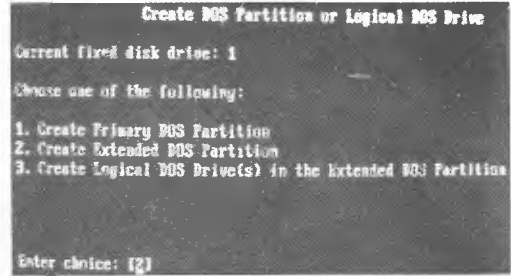 Create DOS Partition or Logical DOS Drive
Current fixed disk drive: 1
Choose one of the following:
1. Create Primary DOS Partition
2. Create Extended DOS Partition
3. Create Logical DOS Drive(s) in the Extended DOS Partition
Enter choice: [2]